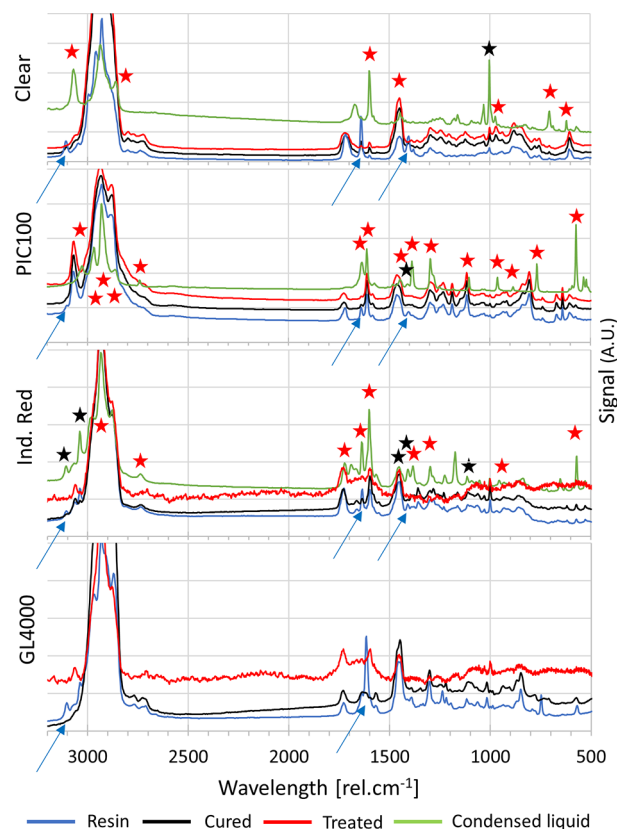 Clear
PIC100
Ind. Red
GL4000
Signal (A.U.)
3000 2500 2000 1500 1000 500
Wavelength [rel.cm⁻¹]
Resin Cured Treated Condensed liquid